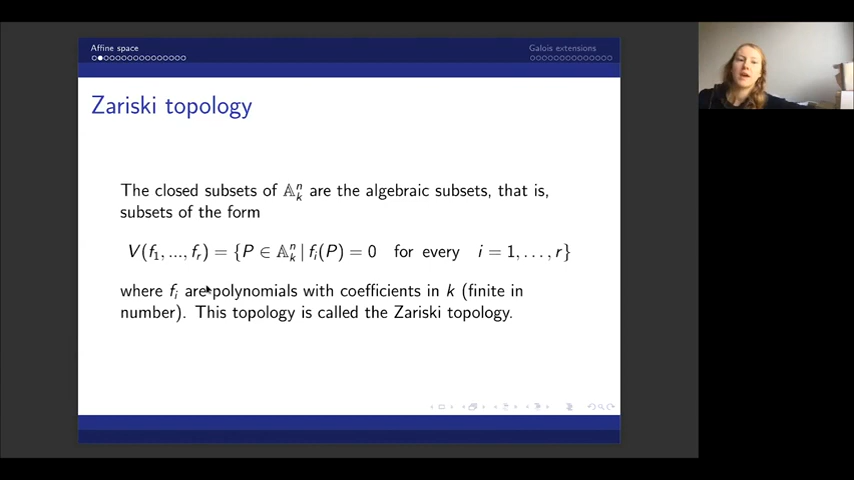 Affine space
Galois extensions
Zariski topology
The closed subsets of 𝔸ⁿₖ are the algebraic subsets, that is,
subsets of the form
V(f₁, ..., fᵣ) = {P ∈ 𝔸ⁿₖ | fᵢ(P) = 0 for every i = 1, . . . , r}
where fᵢ are polynomials with coefficients in k (finite in
number). This topology is called the Zariski topology.